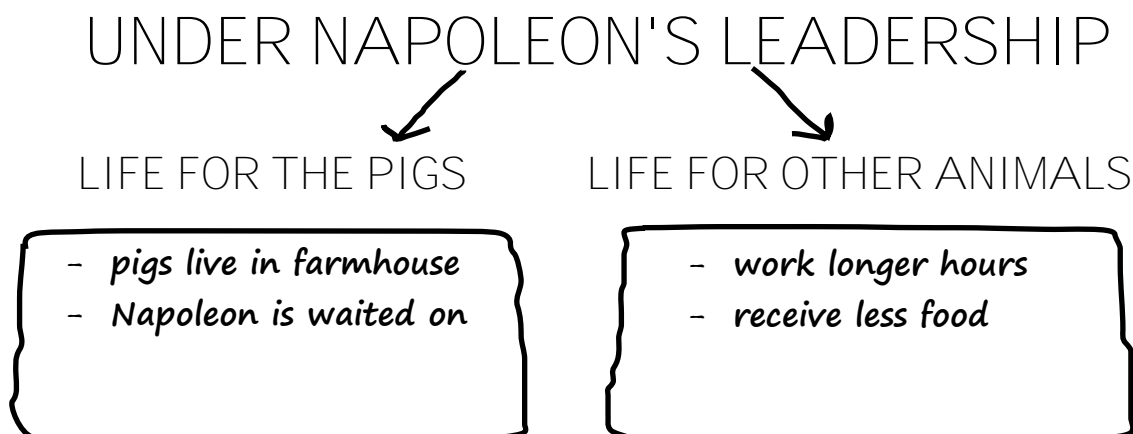 UNDER NAPOLEON'S LEADERSHIP
LIFE FOR THE PIGS
- pigs live in farmhouse
- Napoleon is waited on
LIFE FOR OTHER ANIMALS
- work longer hours
- receive less food